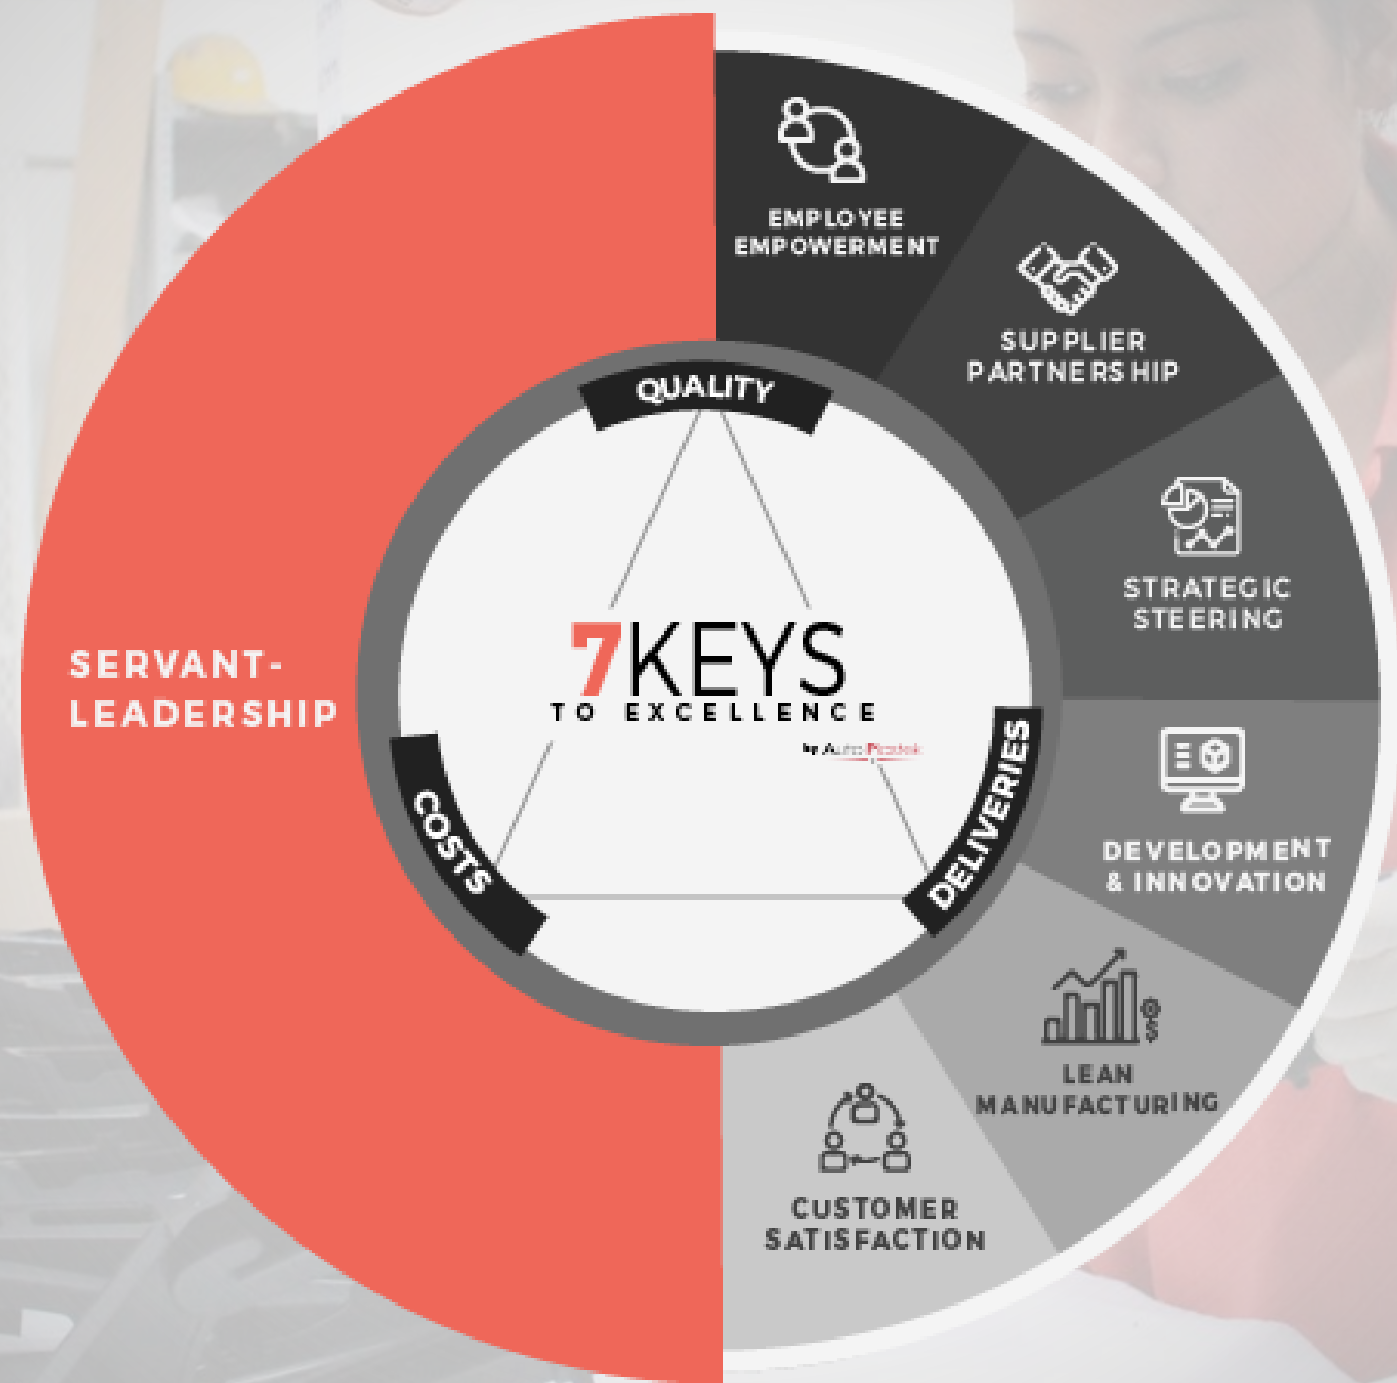 EMPLOYEE
EMPOWERMENT
SUPPLIER
PARTNERSHIP
STRATEGIC
STEERING
DEVELOPMENT
& INNOVATION
LEAN
MANUFACTURING
CUSTOMER
SATISFACTION
SERVANT-
LEADERSHIP
QUALITY
DELIVERIES
COSTS
7KEYS
TO EXCELLENCE
by